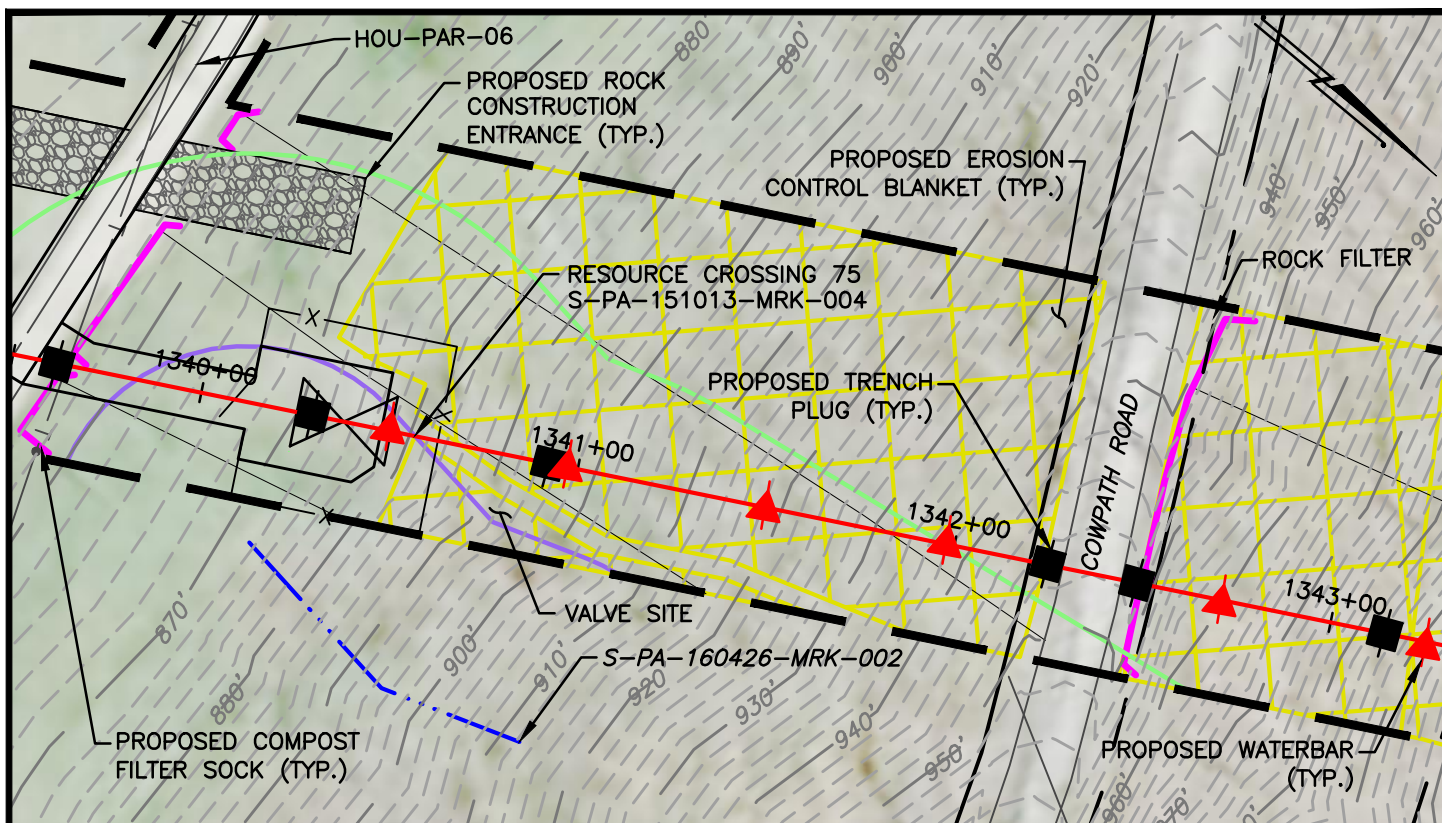 HOU-PAR-06
880'
890'
900'
910'
920'
PROPOSED ROCK
CONSTRUCTION
ENTRANCE (TYP.)
PROPOSED EROSION
CONTROL BLANKET (TYP.)
940'
950'
960'
ROCK FILTER
RESOURCE CROSSING 75
S-PA-151013-MRK-004
X
1340+00
X
PROPOSED TRENCH
PLUG (TYP.)
1341+00
COWPATH ROAD
1342+00
X
1343+00
VALVE SITE
870'
880'
900'
910'
920
930'
940'
950'
S-PA-160426-MRK-002
PROPOSED COMPOST
FILTER SOCK (TYP.)
PROPOSED WATERBAR
(TYP.)
960'